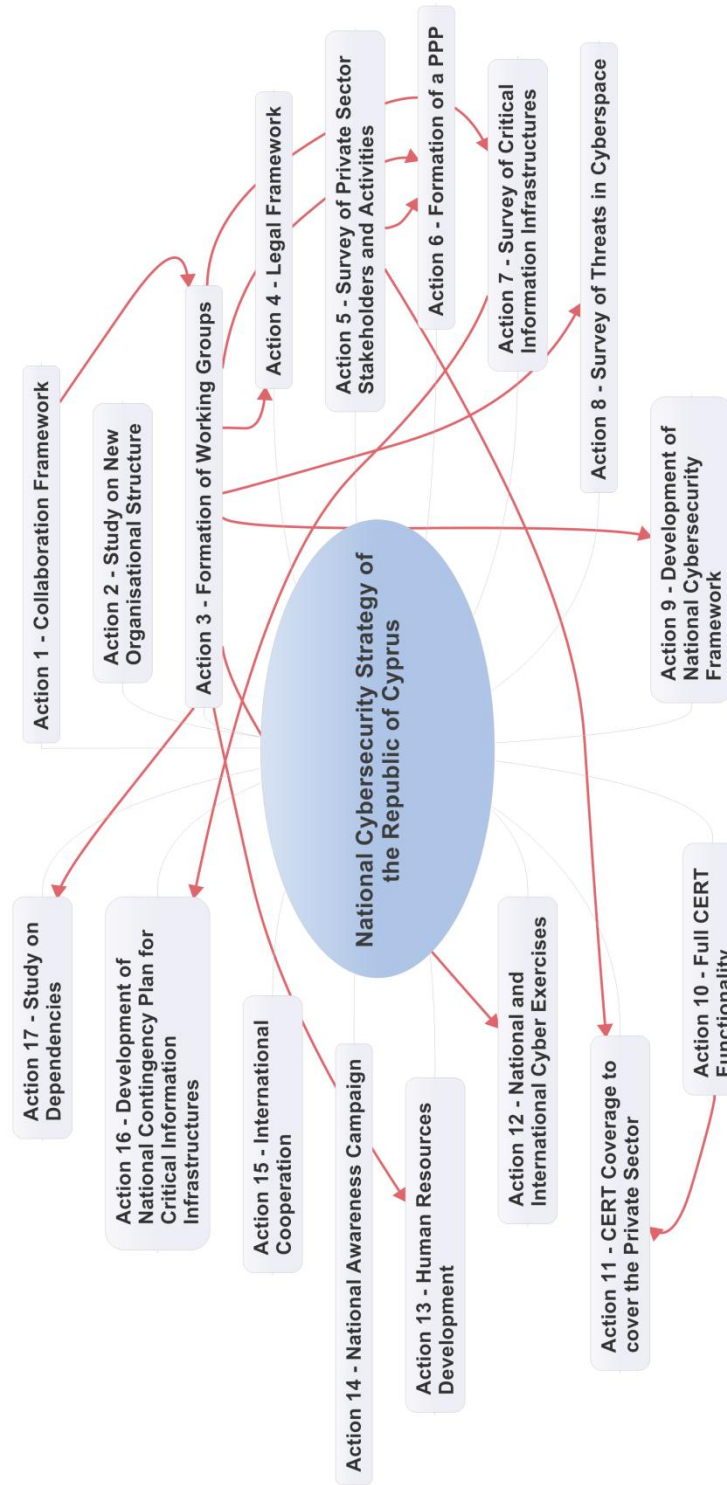 Action 1 - Collaboration Framework
Action 2 - Study on New
Organisational Structure
Action 3 - Formation of Working Groups
Action 4 - Legal Framework
Action 5 - Survey of Private Sector
Stakeholders and Activities
Action 6 - Formation of a PPP
Action 7 - Survey of Critical
Information Infrastructures
Action 8 - Survey of Threats in Cyberspace
Action 9 - Development of
National Cybersecurity
Framework
National Cybersecurity Strategy of
the Republic of Cyprus
Action 17 - Study on
Dependencies
Action 16 - Development of
National Contingency Plan for
Critical Information
Infrastructures
Action 15 - International
Cooperation
Action 14 - National Awareness Campaign
Action 13 - Human Resources
Development
Action 12 - National and
International Cyber Exercises
Action 11 - CERT Coverage to
cover the Private Sector
Action 10 - Full CERT
Functionality